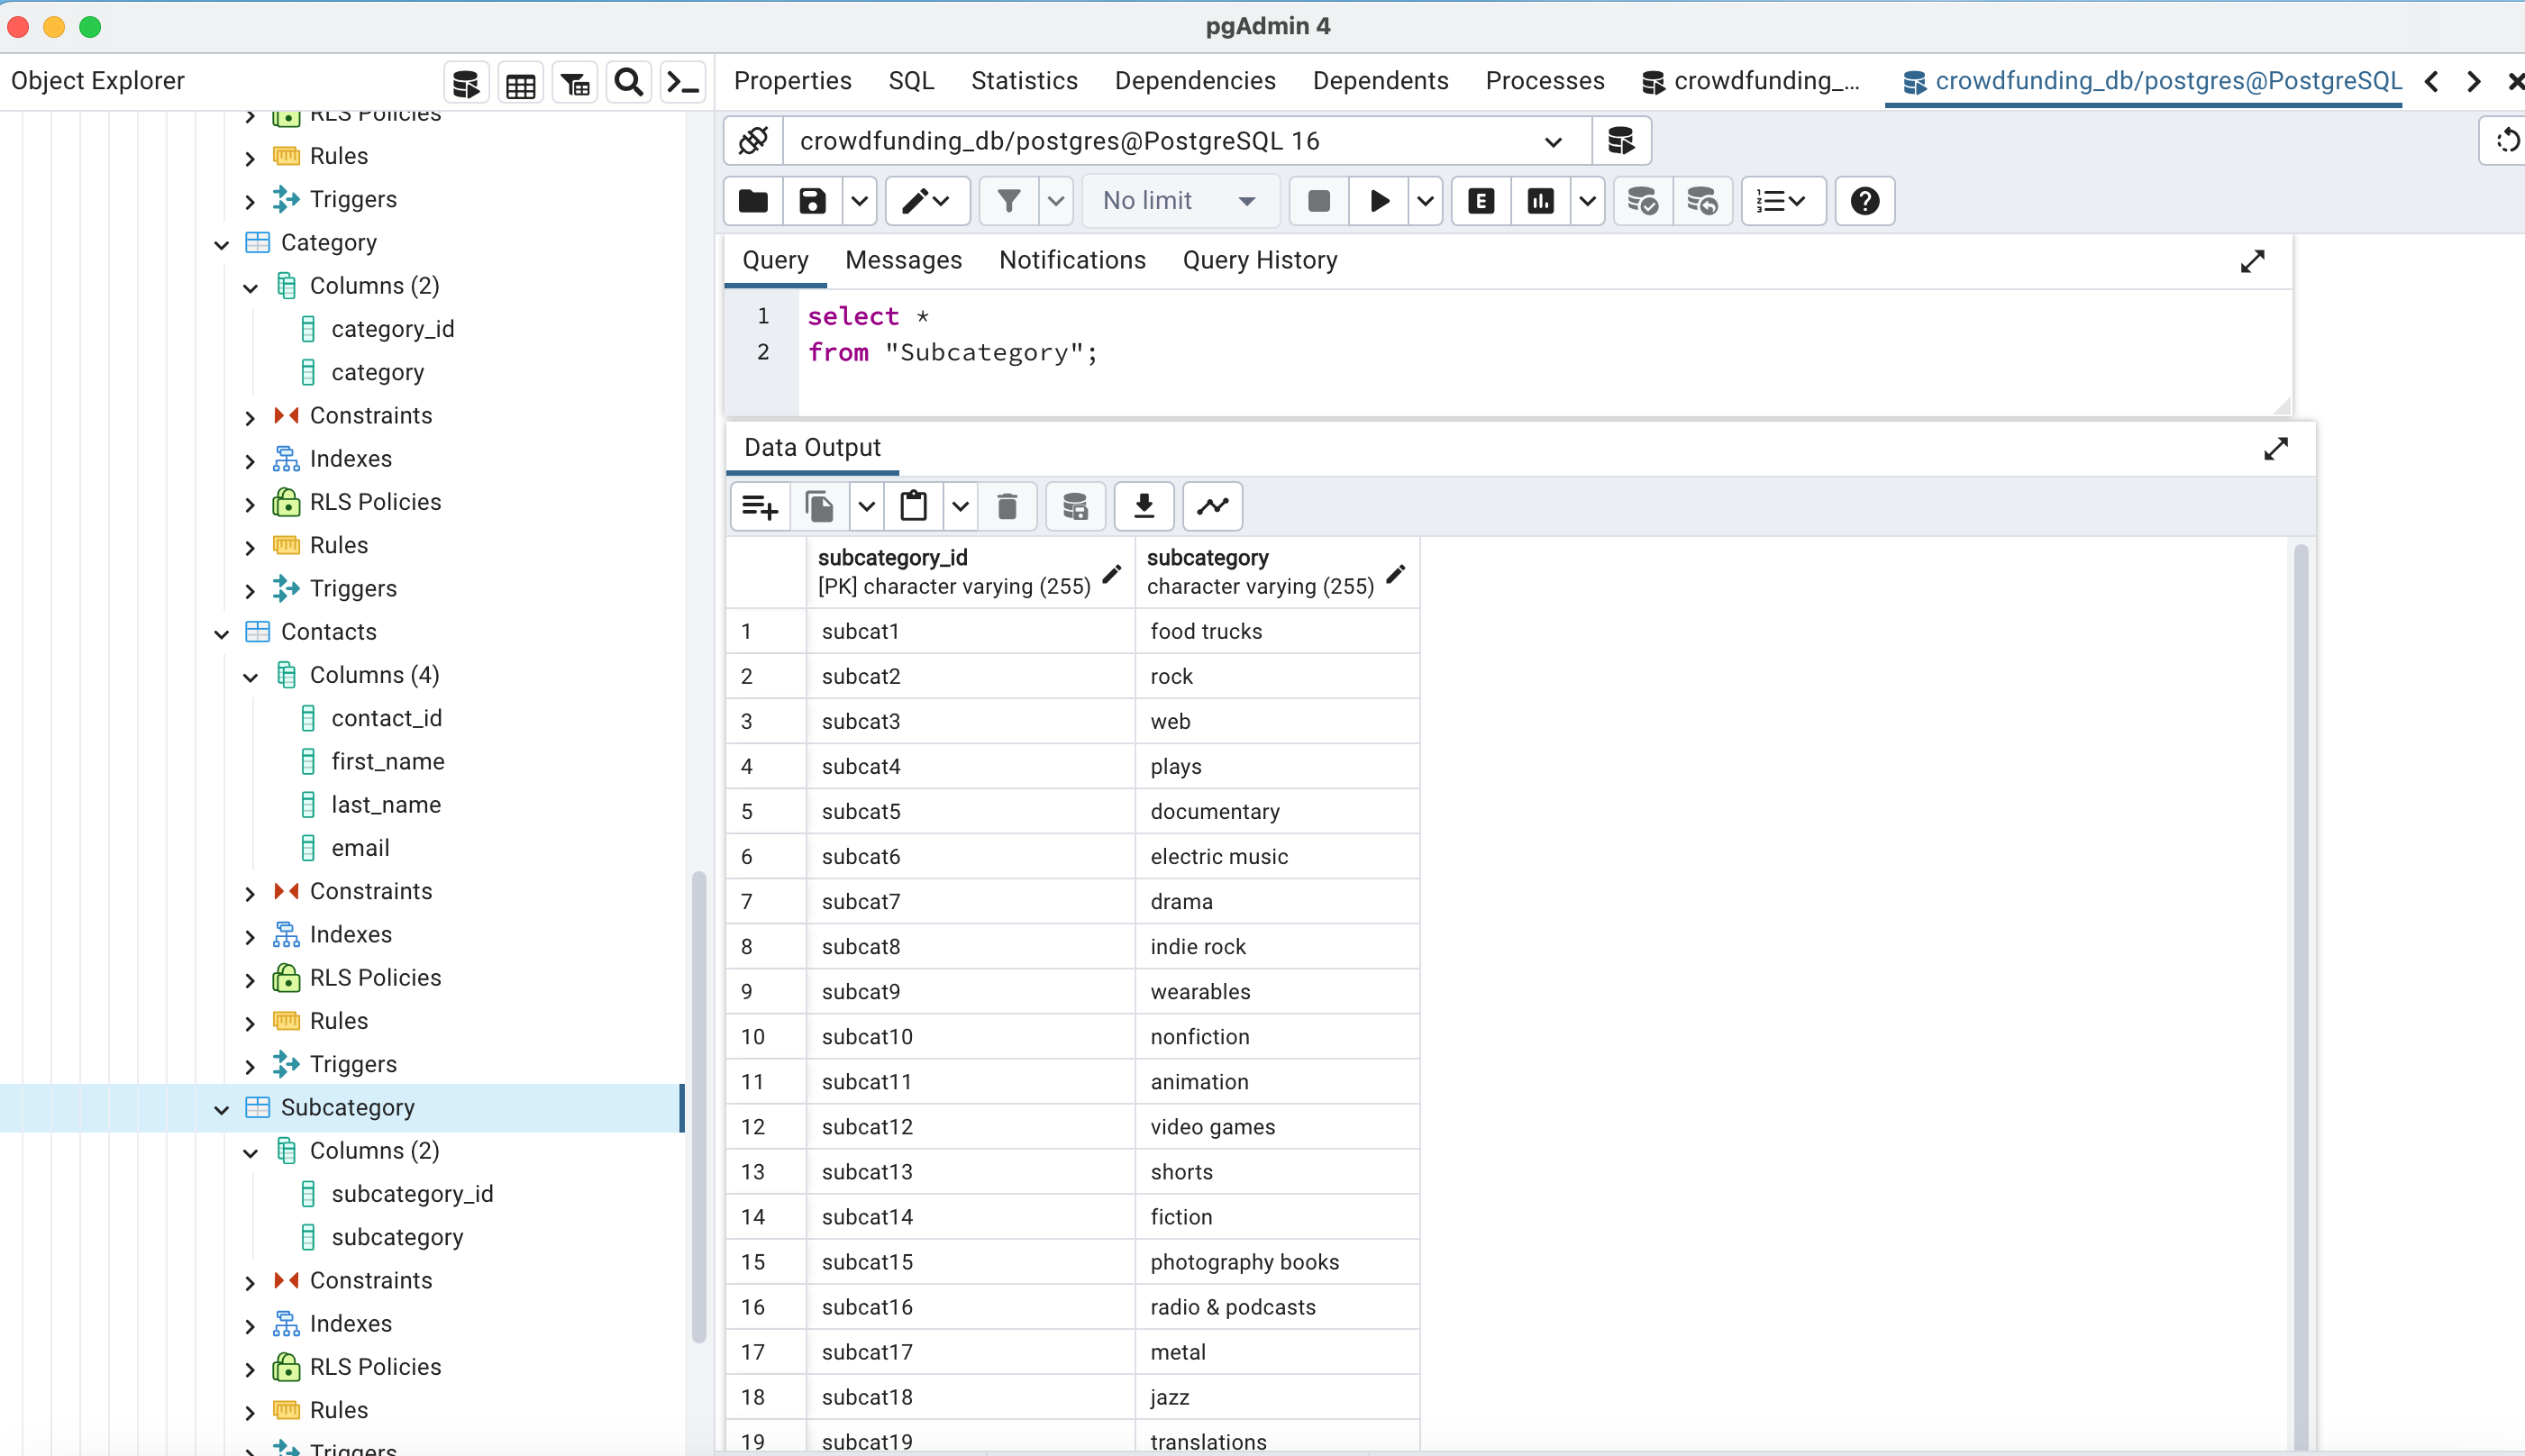 pgAdmin 4
Object Explorer
Properties SQL Statistics Dependencies Dependents Processes crowdfunding_... crowdfunding_db/postgres@PostgreSQL
RLS Policies
Rules
Triggers
Category
Columns (2)
category_id
category
Constraints
Indexes
RLS Policies
Rules
Triggers
Contacts
Columns (4)
contact_id
first_name
last_name
email
Constraints
Indexes
RLS Policies
Rules
Triggers
Subcategory
Columns (2)
subcategory_id
subcategory
Constraints
Indexes
RLS Policies
Rules
Triggers
crowdfunding_db/postgres@PostgreSQL 16
No limit E
Query Messages Notifications Query History
1 select *
2 from "Subcategory";
Data Output
subcategory_id subcategory
[PK] character varying (255) character varying (255)
1 subcat1 food trucks
2 subcat2 rock
3 subcat3 web
4 subcat4 plays
5 subcat5 documentary
6 subcat6 electric music
7 subcat7 drama
8 subcat8 indie rock
9 subcat9 wearables
10 subcat10 nonfiction
11 subcat11 animation
12 subcat12 video games
13 subcat13 shorts
14 subcat14 fiction
15 subcat15 photography books
16 subcat16 radio & podcasts
17 subcat17 metal
18 subcat18 jazz
19 subcat19 translations